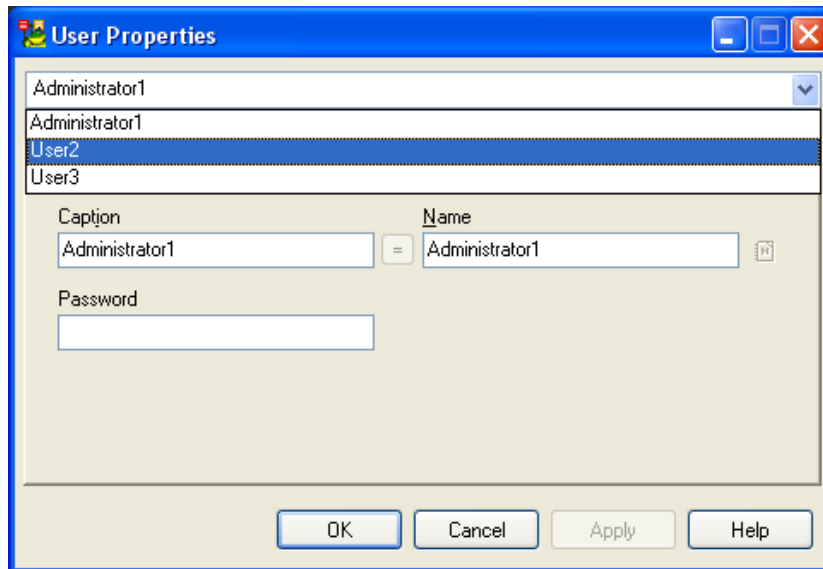 User Properties
Administrator1
Administrator1
User2
User3
Caption Name
Administrator1 = Administrator1 N
Password
OK Cancel Apply Help